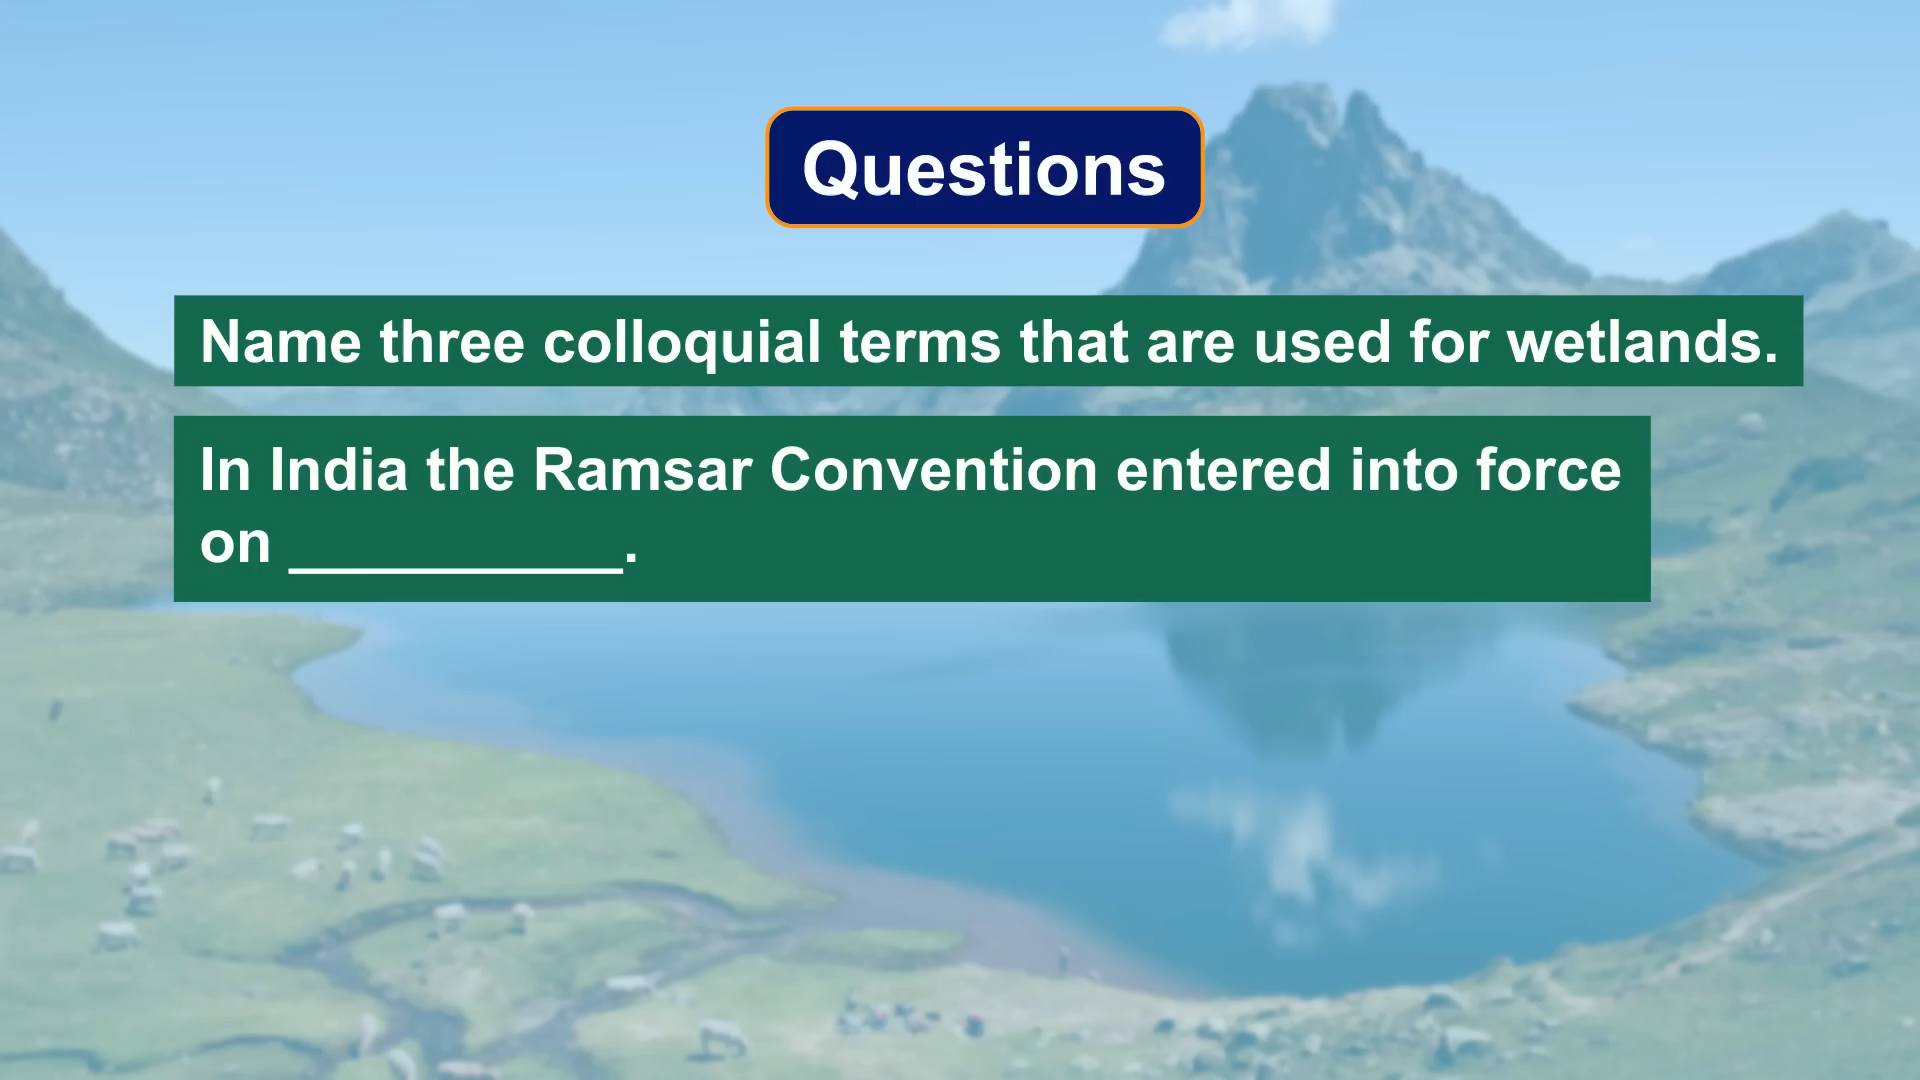 Questions
Name three colloquial terms that are used for wetlands.
In India the Ramsar Convention entered into force
on __________.